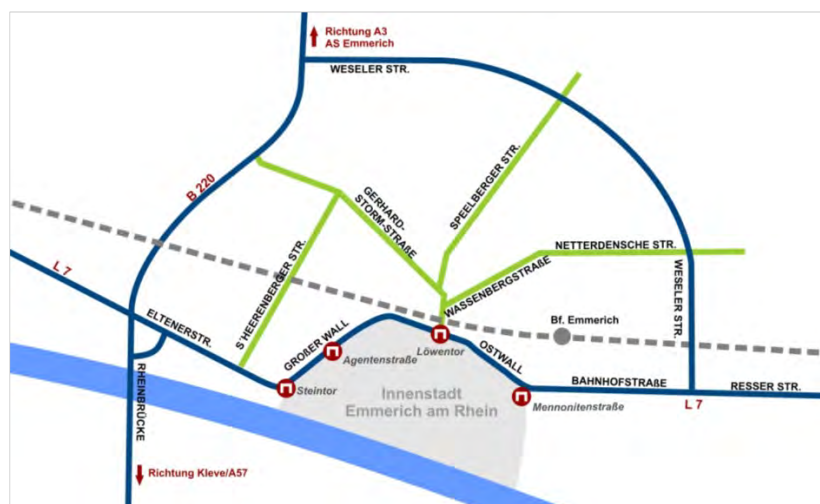 Richtung A3
AS Emmerich
WESELER STR.
B 220
GERHARD-
STORM-STRAßE
SPEELBERGER STR.
S'HEERENBERGER STR.
NETTERDENSCHE STR.
WASSENBERGSTRAßE
WESELER STR.
L 7
ELTENERSTR.
GROßER WALL
Agentenstraße
Löwentor
OSTWALL
Bf. Emmerich
RHEINBRÜCKE
Steintor
Innenstadt
Emmerich am Rhein
Mennonitenstraße
BAHNHOFSTRAßE
RESSER STR.
L 7
Richtung Kleve/A57